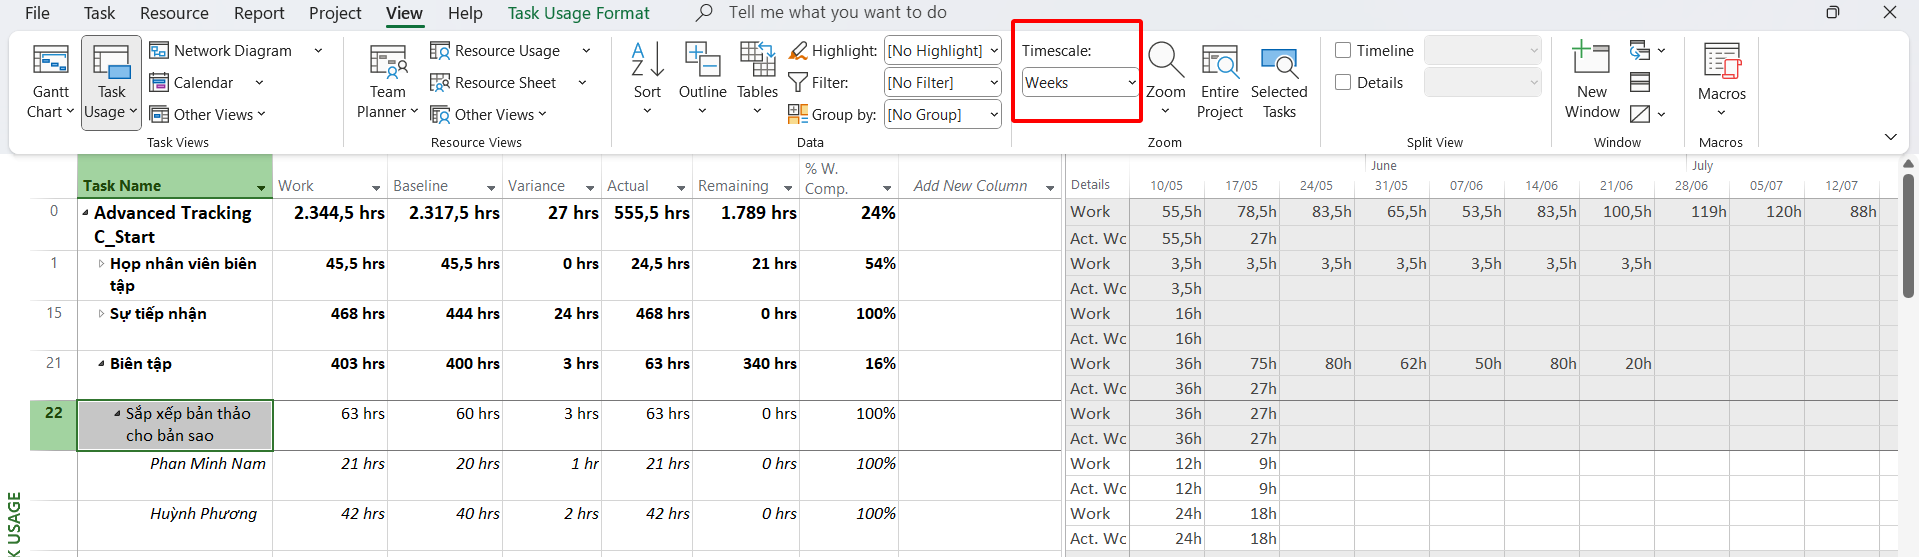 File Task Resource Report Project View Help Task Usage Format Tell me what you want to do
Network Diagram
Calendar
Other Views
Gantt
Chart
Task
Usage
Task Views
Team
Planner
Resource Usage
Resource Sheet
Other Views
Resource Views
Sort
Outline
Tables
Highlight: [No Highlight]
Filter: [No Filter]
Group by: [No Group]
Data
Timescale:
Weeks
Zoom
Entire
Project
Selected
Tasks
Zoom
Timeline
Details
Split View
New
Window
Window
Macros
Macros
Task Name Work Baseline Variance Actual Remaining % W. Comp. Add New Column
Details June July
10/05 17/05 24/05 31/05 07/06 14/06 21/06 28/06 05/07 12/07
0 Advanced Tracking C_Start 2.344,5 hrs 2.317,5 hrs 27 hrs 555,5 hrs 1.789 hrs 24%
Work 55,5h 78,5h 83,5h 65,5h 53,5h 83,5h 100,5h 119h 120h 88h
Act. Wc 55,5h 27h
1 Họp nhân viên biên tập 45,5 hrs 45,5 hrs 0 hrs 24,5 hrs 21 hrs 54%
Work 3,5h 3,5h 3,5h 3,5h 3,5h 3,5h 3,5h
Act. Wc 3,5h
15 Sự tiếp nhận 468 hrs 444 hrs 24 hrs 468 hrs 0 hrs 100%
Work 16h
Act. Wc 16h
21 Biên tập 403 hrs 400 hrs 3 hrs 63 hrs 340 hrs 16%
Work 36h 75h 80h 62h 50h 80h 20h
Act. Wc 36h 27h
22 Sắp xếp bản thảo cho bản sao 63 hrs 60 hrs 3 hrs 63 hrs 0 hrs 100%
Work 36h 27h
Act. Wc 36h 27h
Phan Minh Nam 21 hrs 20 hrs 1 hr 21 hrs 0 hrs 100%
Work 12h 9h
Act. Wc 12h 9h
Huỳnh Phương 42 hrs 40 hrs 2 hrs 42 hrs 0 hrs 100%
Work 24h 18h
Act. Wc 24h 18h
K USAGE